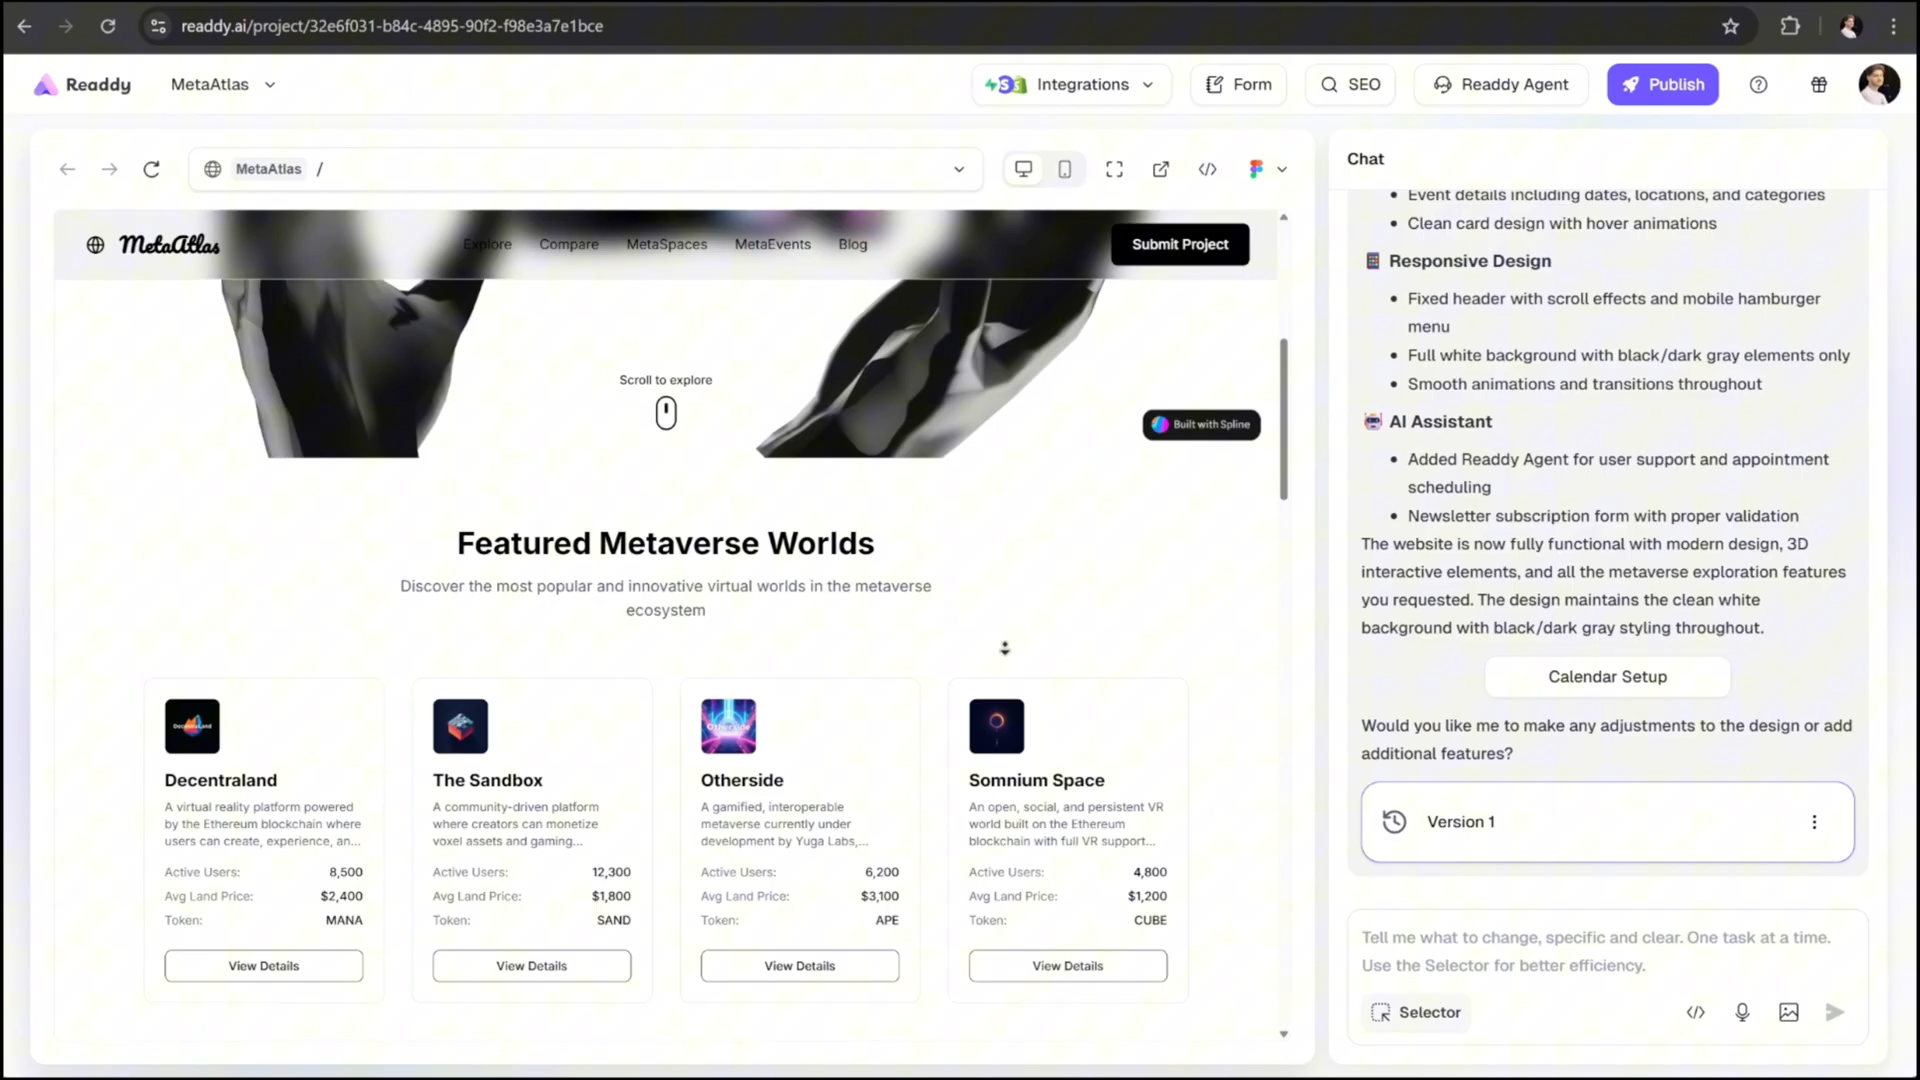 readdy.ai/project/32e6f031-b84c-4895-90f2-f98e3a7e1bce
Readdy
MetaAtlas
Integrations
Form
SEO
Readdy Agent
Publish
MetaAtlas /
MetaAtlas
Explore
Compare
MetaSpaces
MetaEvents
Blog
Submit Project
Scroll to explore
Built with Spline
Featured Metaverse Worlds
Discover the most popular and innovative virtual worlds in the metaverse
ecosystem
Decentraland
A virtual reality platform powered
by the Ethereum blockchain where
users can create, experience, an...
Active Users: 8,500
Avg Land Price: $2,400
Token: MANA
View Details
The Sandbox
A community-driven platform
where creators can monetize
voxel assets and gaming...
Active Users: 12,300
Avg Land Price: $1,800
Token: SAND
View Details
Otherside
A gamified, interoperable
metaverse currently under
development by Yuga Labs,...
Active Users: 6,200
Avg Land Price: $3,100
Token: APE
View Details
Somnium Space
An open, social, and persistent VR
world built on the Ethereum
blockchain with full VR support...
Active Users: 4,800
Avg Land Price: $1,200
Token: CUBE
View Details
Chat
• Event details including dates, locations, and categories
• Clean card design with hover animations
Responsive Design
• Fixed header with scroll effects and mobile hamburger
menu
• Full white background with black/dark gray elements only
• Smooth animations and transitions throughout
AI Assistant
• Added Readdy Agent for user support and appointment
scheduling
• Newsletter subscription form with proper validation
The website is now fully functional with modern design, 3D
interactive elements, and all the metaverse exploration features
you requested. The design maintains the clean white
background with black/dark gray styling throughout.
Calendar Setup
Would you like me to make any adjustments to the design or add
additional features?
Version 1
Tell me what to change, specific and clear. One task at a time.
Use the Selector for better efficiency.
Selector